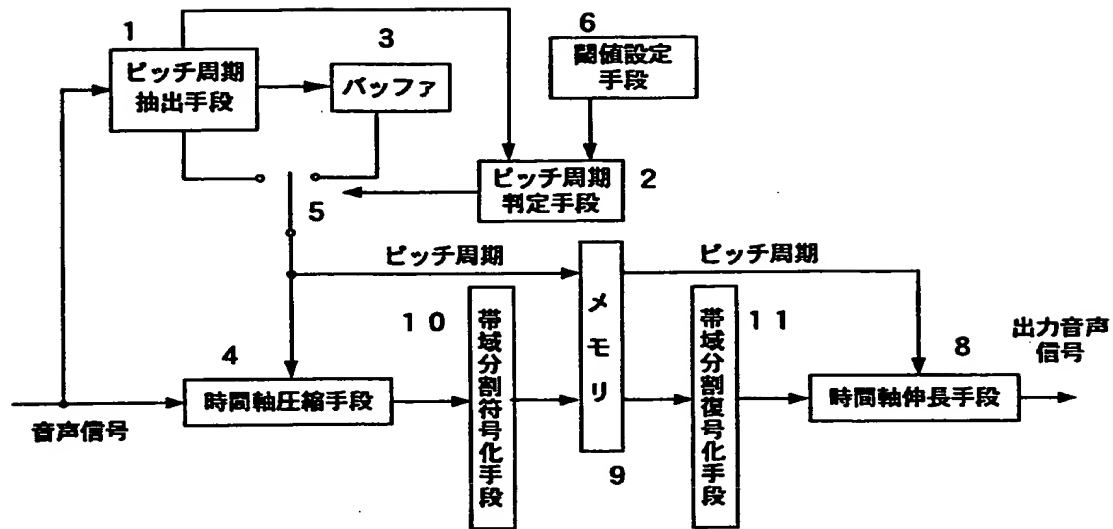 1
ピッチ周期
抽出手段
3
バッファ
6
閾値設定
手段
ピッチ周期
判定手段
2
5
ピッチ周期
ピッチ周期
メモリ
9
10
帯域分割符号化手段
帯域分割復号化手段
11
4
時間軸圧縮手段
音声信号
8
時間軸伸長手段
出力音声
信号